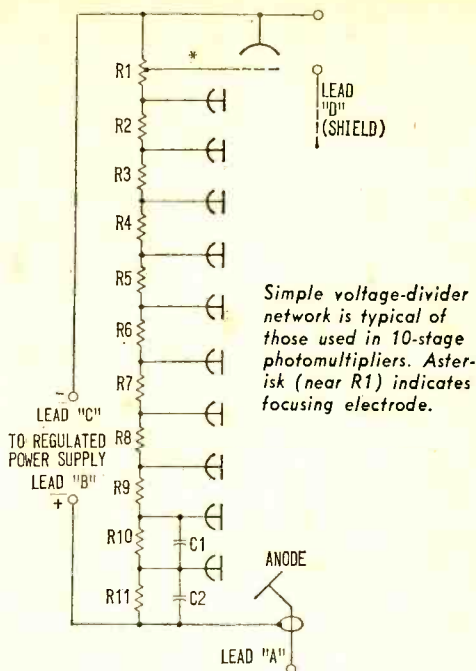 *
R1
LEAD
"D"
(SHIELD)
R2
R3
R4
R5
R6
R7
R8
R9
R10
R11
C1
C2
-
LEAD "C"
TO REGULATED
POWER SUPPLY
LEAD "B"
+
Simple voltage-divider
network is typical of
those used in 10-stage
photomultipliers. Aster-
isk (near R1) indicates
focusing electrode.
ANODE
LEAD "A"